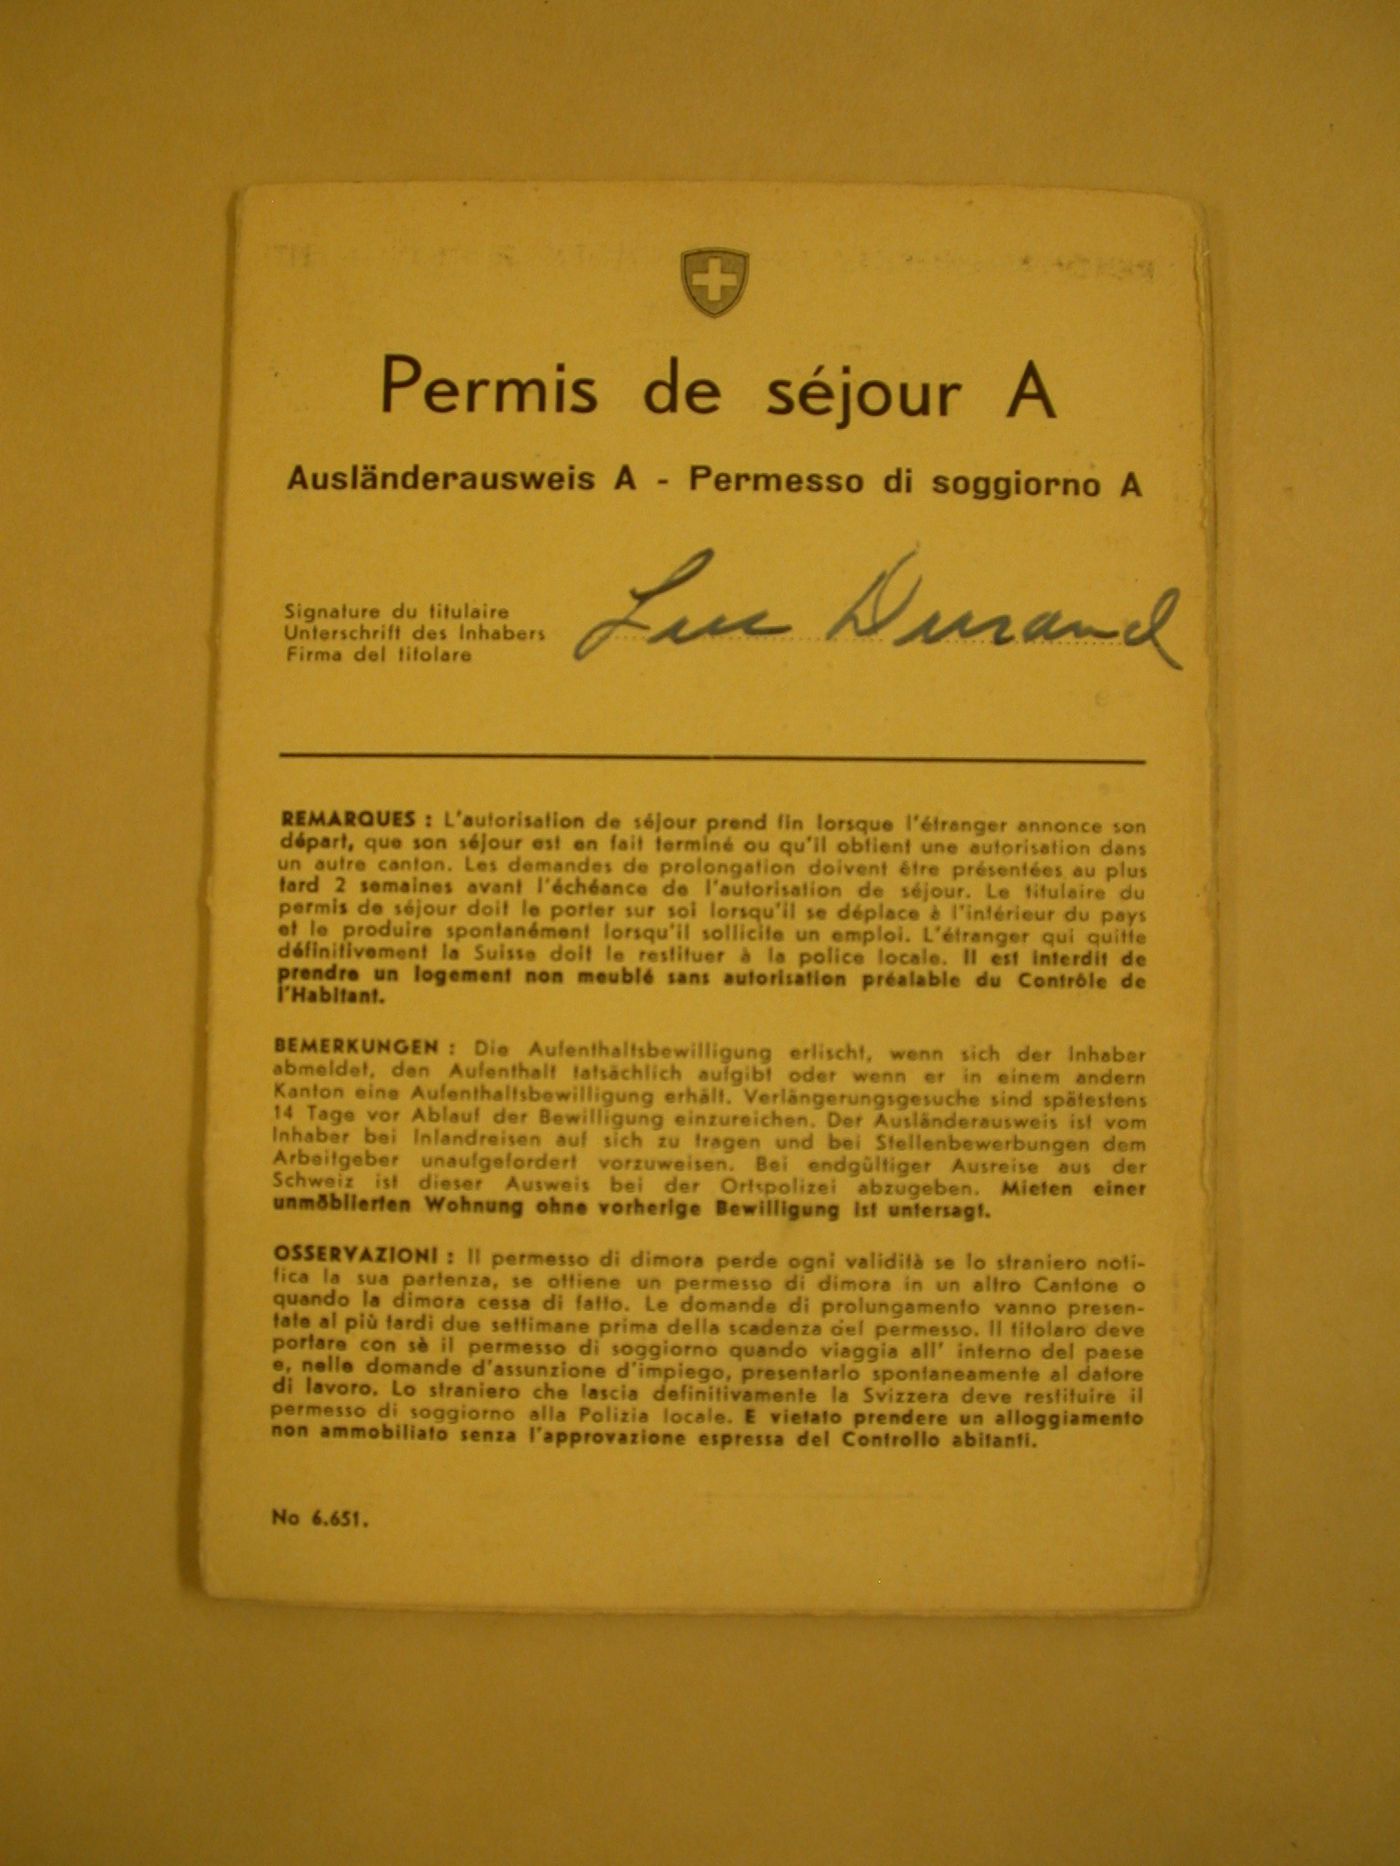 Permis de séjour A
Ausländerausweis A - Permesso di soggiorno A
Signature du titulaire
Unterschrift des Inhabers
Firma del titolare
Luc Durand
REMARQUES : L'autorisation de séjour prend fin lorsque l'étranger annonce son
départ, que son séjour est en fait terminé ou qu'il obtient une autorisation dans
un autre canton. Les demandes de prolongation doivent être présentées au plus
tard 2 semaines avant l'échéance de l'autorisation de séjour. Le titulaire du
permis de séjour doit le porter sur soi lorsqu'il se déplace à l'intérieur du pays
et le produire spontanément lorsqu'il sollicite un emploi. L'étranger qui quitte
définitivement la Suisse doit le restituer à la police locale. Il est interdit de
prendre un logement non meublé sans autorisation préalable du Contrôle de
l'Habitant.
BEMERKUNGEN : Die Aufenthaltsbewilligung erlischt, wenn sich der Inhaber
abmeldet, den Aufenthalt tatsächlich aufgibt oder wenn er in einem andern
Kanton eine Aufenthaltsbewilligung erhält. Verlängerungsgesuche sind spätestens
14 Tage vor Ablauf der Bewilligung einzureichen. Der Ausländerausweis ist vom
Inhaber bei Inlandreisen auf sich zu tragen und bei Stellenbewerbungen dem
Arbeitgeber unaufgefordert vorzuweisen. Bei endgültiger Ausreise aus der
Schweiz ist dieser Ausweis bei der Ortspolizei abzugeben. Mieten einer
unmöblierten Wohnung ohne vorherige Bewilligung ist untersagt.
OSSERVAZIONI : Il permesso di dimora perde ogni validità se lo straniero noti-
fica la sua partenza, se ottiene un permesso di dimora in un altro Cantone o
quando la dimora cessa di fatto. Le domande di prolungamento vanno presen-
tate al più tardi due settimane prima della scadenza del permesso. Il titolaro deve
portare con sè il permesso di soggiorno quando viaggia all' interno del paese
e, nelle domande d'assunzione d'impiego, presentarlo spontaneamente al datore
di lavoro. Lo straniero che lascia definitivamente la Svizzera deve restituire il
permesso di soggiorno alla Polizia locale. E vietato prendere un alloggiamento
non ammobiliato senza l'approvazione espressa del Controllo abitanti.
No 6.651.